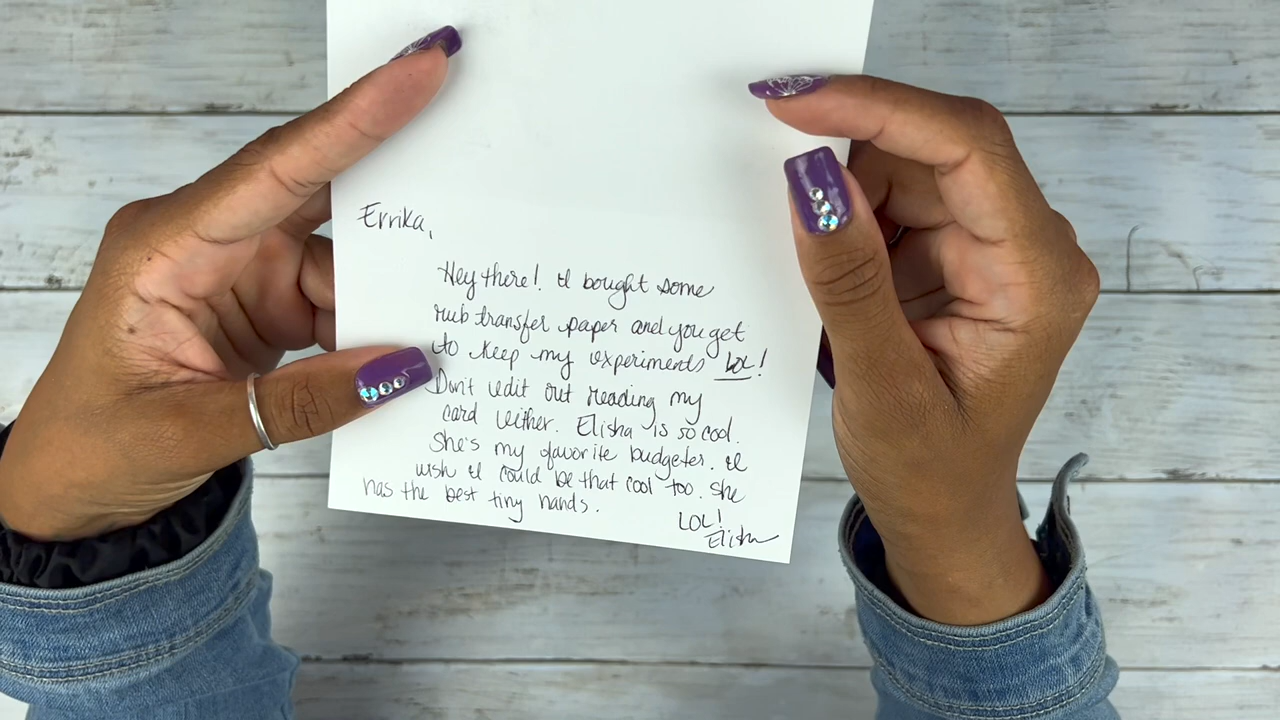 Errika,
Hey there! I bought some
rub transfer paper and you get
to keep my experiments LOL!
Don't edit out reading my
card either. Elisha is so cool.
She's my favorite budgeter. I
wish I could be that cool too. She
has the best tiny hands.
LOL!
Elisha